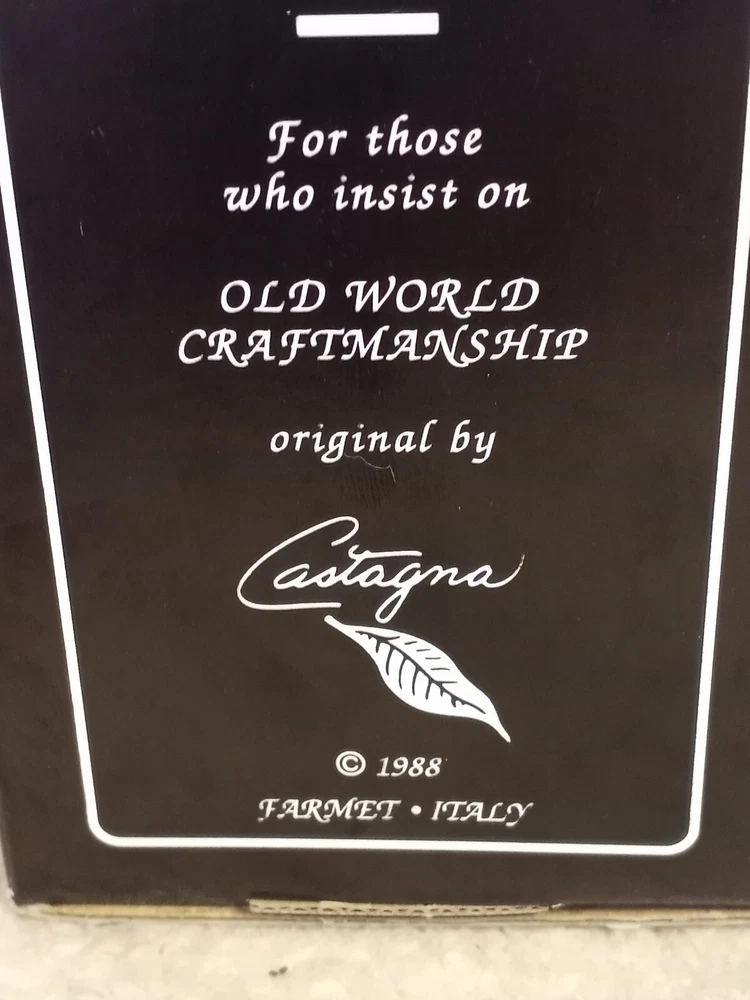 For those
who insist on
OLD WORLD
CRAFTMANSHIP
original by
Castagna
© 1988
FARMET • ITALY